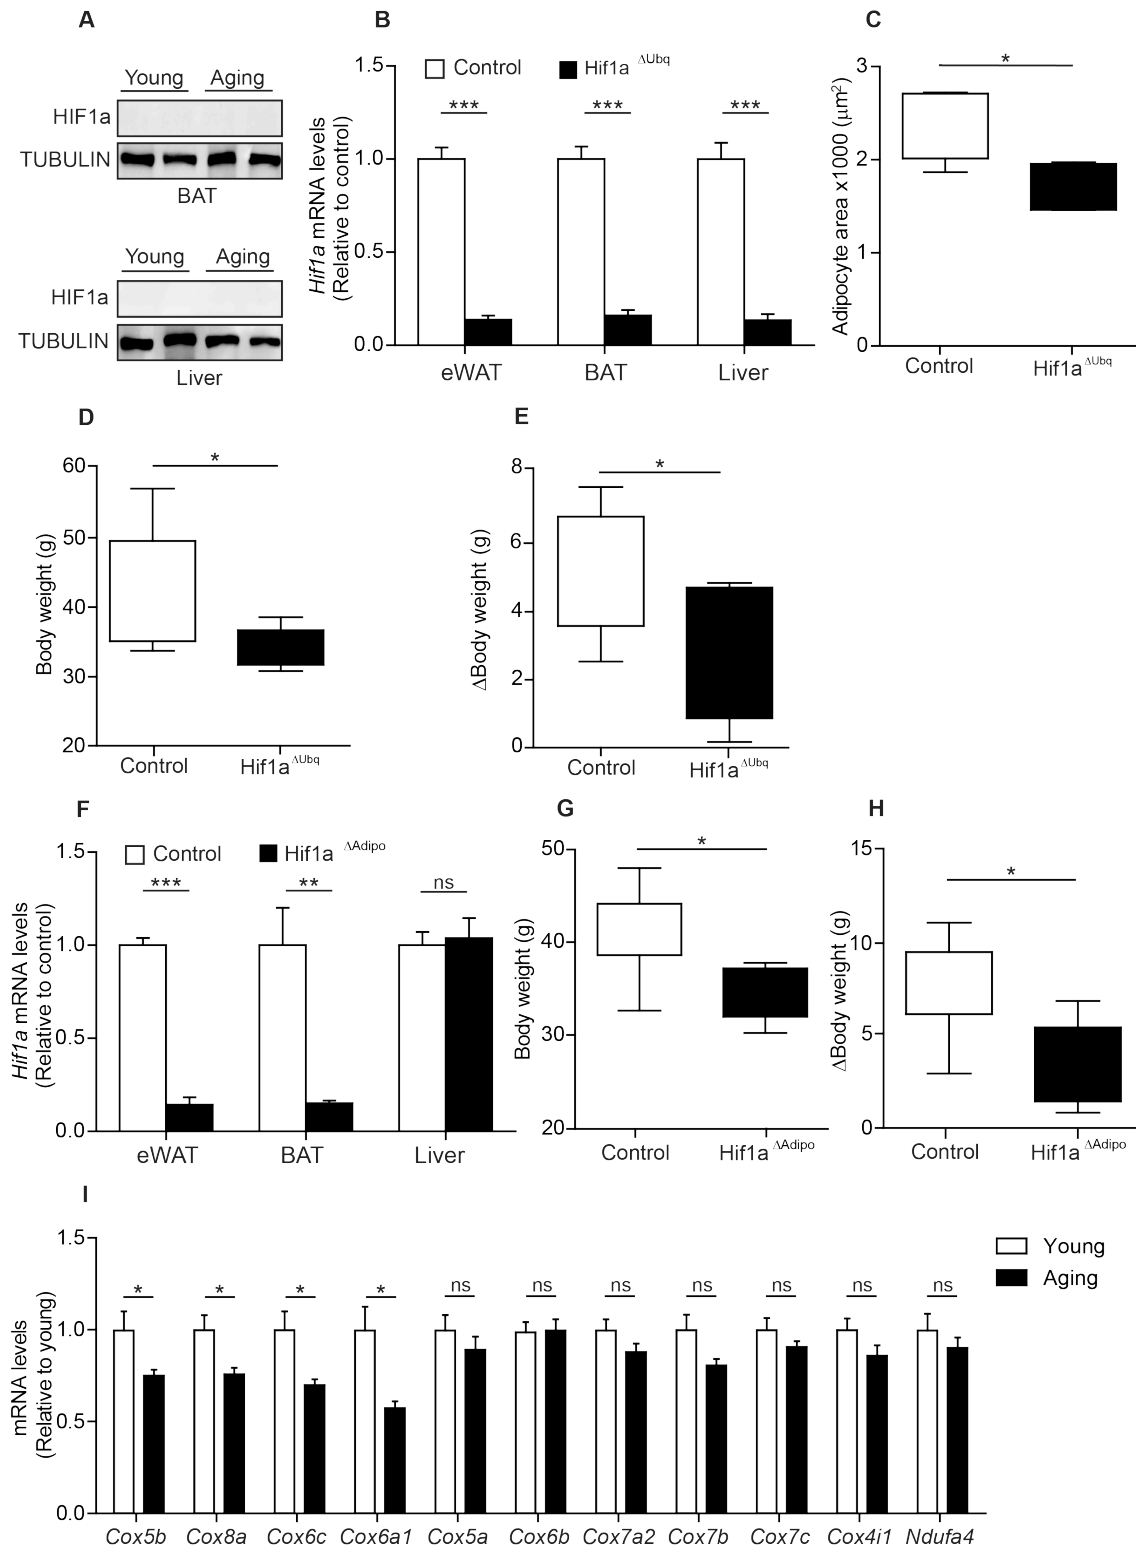 A
Young Aging
HIF1a
TUBULIN
BAT
Young Aging
HIF1a
TUBULIN
Liver
B
Control Hif1a ΔUbq
Hif1a mRNA levels
(Relative to control)
1.5
1.0
0.5
0.0
*** *** ***
eWAT BAT Liver
C
Adipocyte area x1000 (μm²)
3
2
1
0
*
Control Hif1a ΔUbq
D
Body weight (g)
60
50
40
30
20
*
Control Hif1a ΔUbq
E
ΔBody weight (g)
8
6
4
2
0
*
Control Hif1a ΔUbq
F
Control Hif1a ΔAdipo
Hif1a mRNA levels
(Relative to control)
1.5
1.0
0.5
0.0
*** ** ns
eWAT BAT Liver
G
Body weight (g)
50
40
30
20
*
Control Hif1a ΔAdipo
H
ΔBody weight (g)
15
10
5
0
*
Control Hif1a ΔAdipo
I
mRNA levels
(Relative to young)
1.5
1.0
0.5
0.0
Young
Aging
* * * * ns ns ns ns ns ns ns
Cox5b Cox8a Cox6c Cox6a1 Cox5a Cox6b Cox7a2 Cox7b Cox7c Cox4i1 Ndufa4